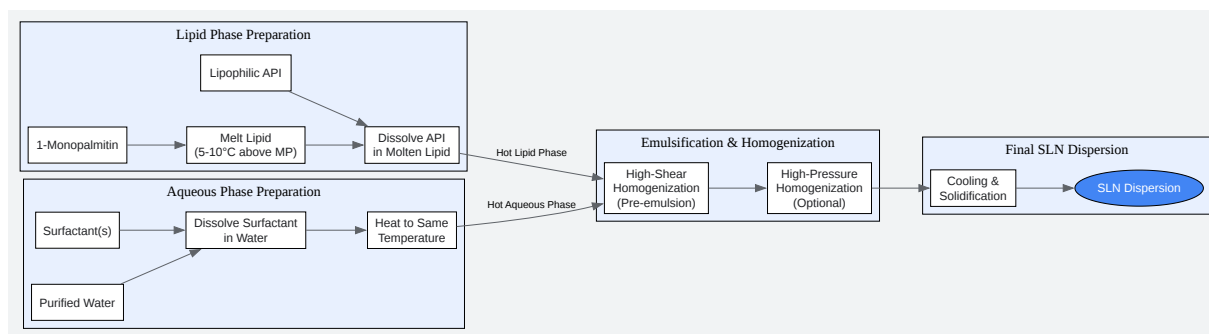 Lipid Phase Preparation
Lipophilic API
1-Monopalmitin
Melt Lipid
(5-10°C above MP)
Dissolve API
in Molten Lipid
Hot Lipid Phase
Aqueous Phase Preparation
Surfactant(s)
Dissolve Surfactant
in Water
Heat to Same
Temperature
Purified Water
Hot Aqueous Phase
Emulsification & Homogenization
High-Shear
Homogenization
(Pre-emulsion)
High-Pressure
Homogenization
(Optional)
Final SLN Dispersion
Cooling &
Solidification
SLN Dispersion